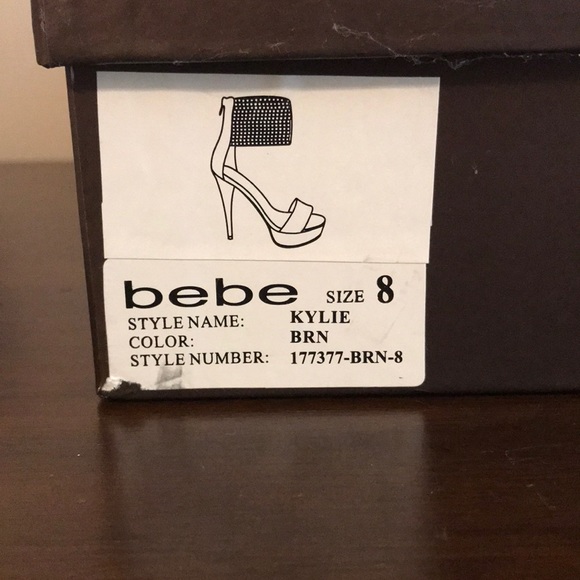 bebe SIZE 8
STYLE NAME: KYLIE
COLOR: BRN
STYLE NUMBER: 177377-BRN-8